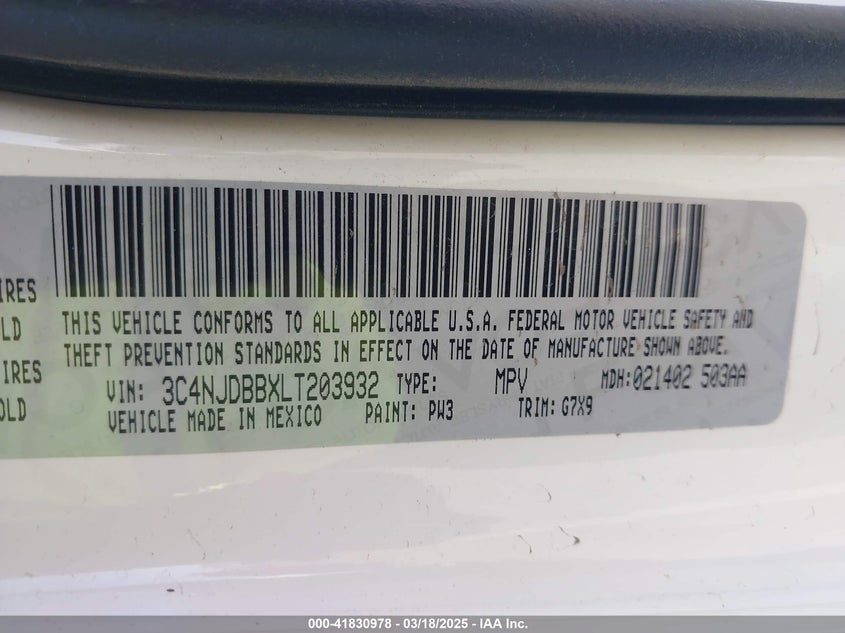 IRES
OLD
IRES
OLD
THIS VEHICLE CONFORMS TO ALL APPLICABLE U.S.A. FEDERAL MOTOR VEHICLE SAFETY AND
THEFT PREVENTION STANDARDS IN EFFECT ON THE DATE OF MANUFACTURE SHOWN ABOVE.
VIN: 3C4NJDBBXLT203932 TYPE: MPV MDH:021402 503AA
VEHICLE MADE IN MEXICO PAINT: PW3 TRIM: G7X9
000-41830978 - 03/18/2025 - IAA Inc.